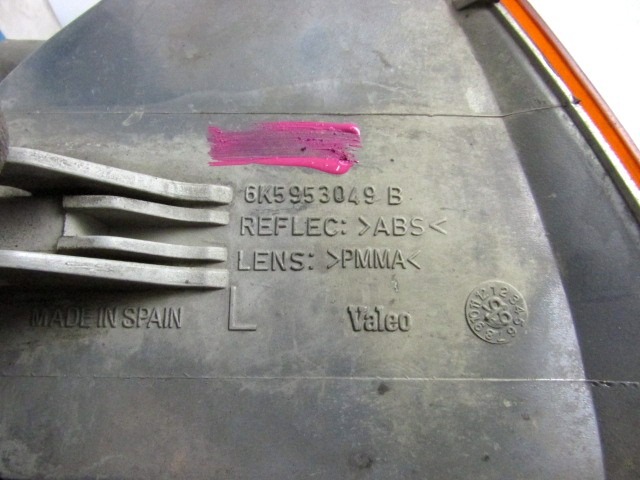 6K5953049 B
REFLEC: >ABS<
LENS: >PMMA<
MADE IN SPAIN L Valeo